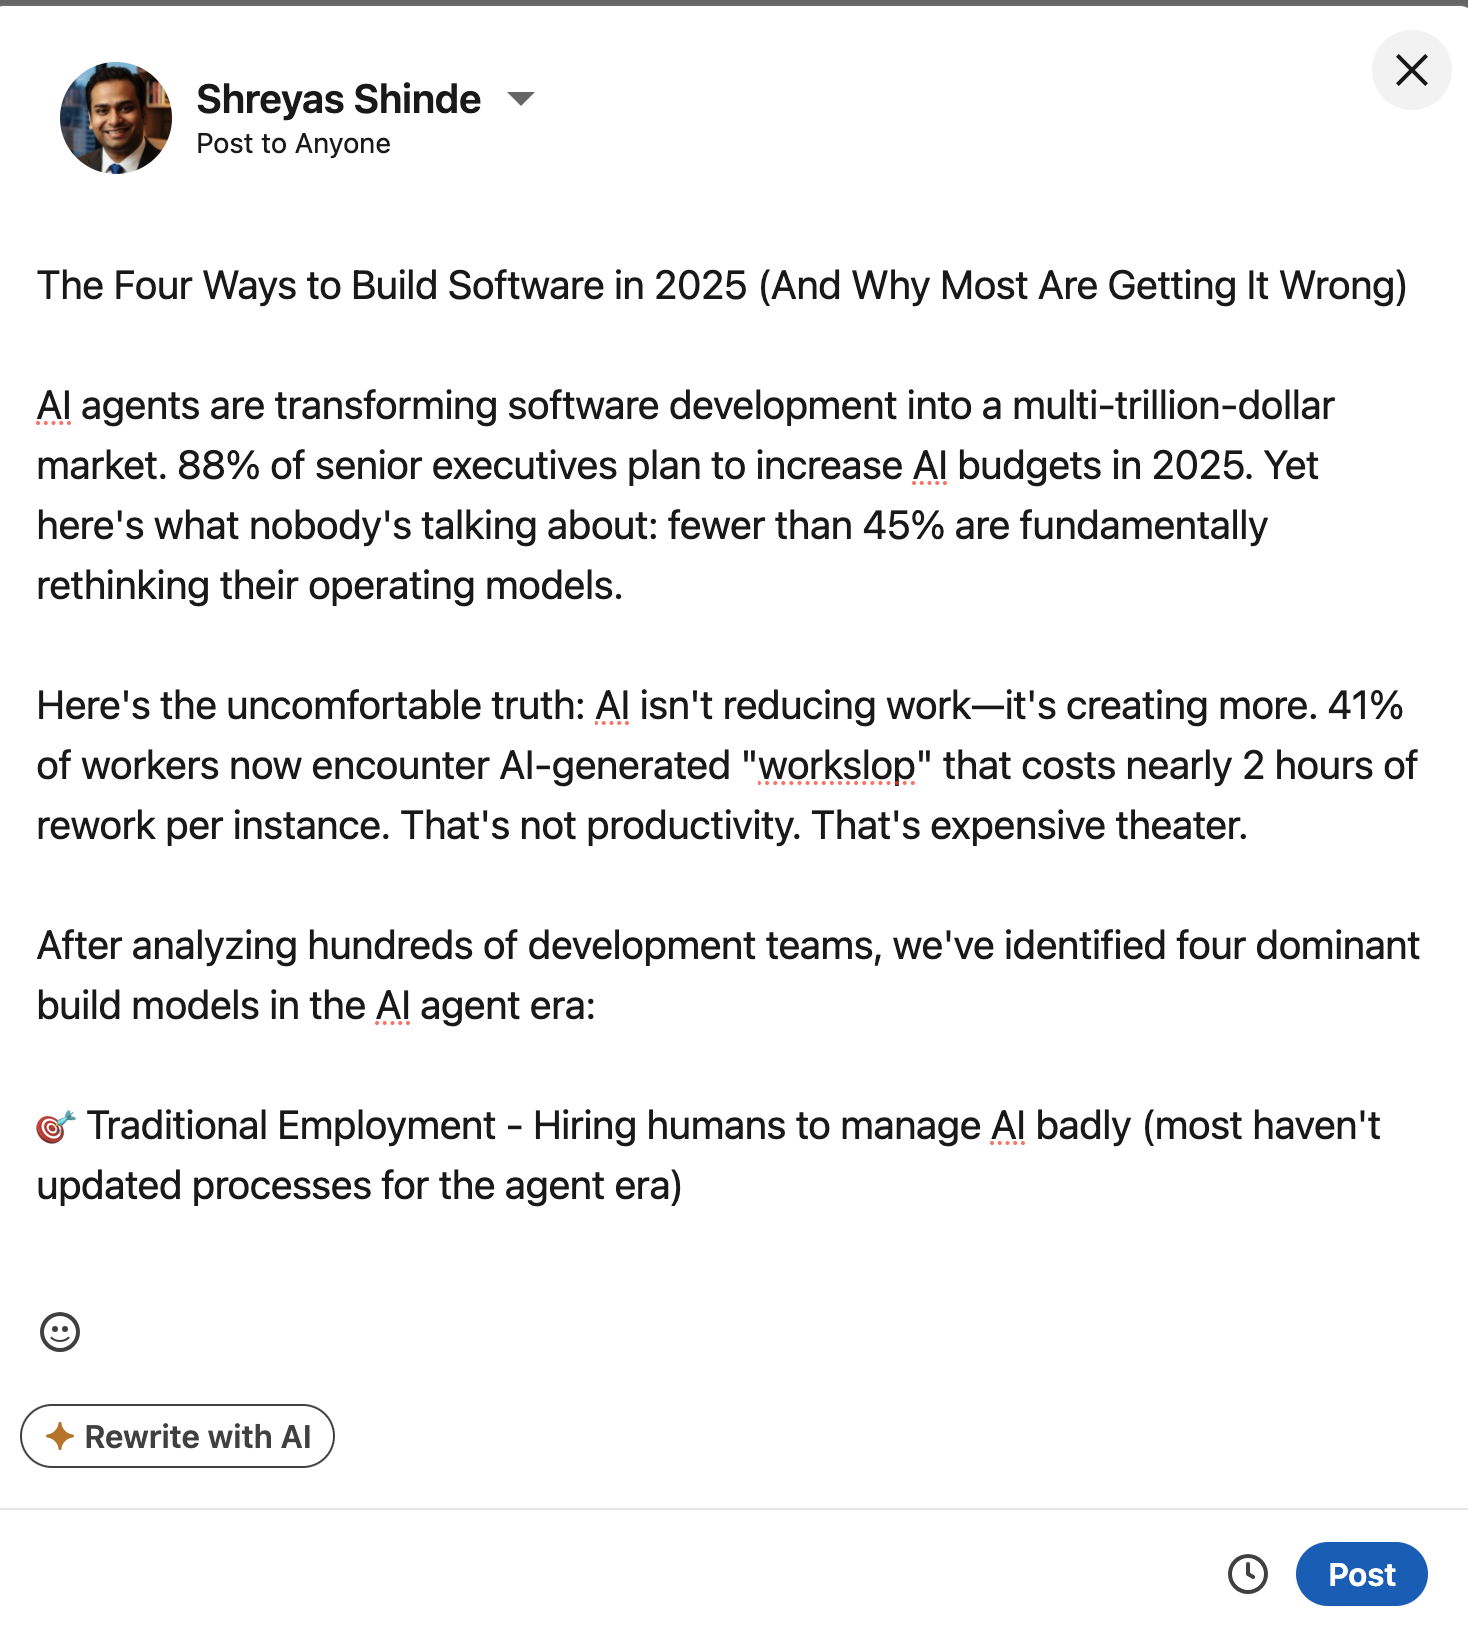 Shreyas Shinde
Post to Anyone
The Four Ways to Build Software in 2025 (And Why Most Are Getting It Wrong)
AI agents are transforming software development into a multi-trillion-dollar
market. 88% of senior executives plan to increase AI budgets in 2025. Yet
here's what nobody's talking about: fewer than 45% are fundamentally
rethinking their operating models.
Here's the uncomfortable truth: AI isn't reducing work—it's creating more. 41%
of workers now encounter AI-generated "workslop" that costs nearly 2 hours of
rework per instance. That's not productivity. That's expensive theater.
After analyzing hundreds of development teams, we've identified four dominant
build models in the AI agent era:
🎯 Traditional Employment - Hiring humans to manage AI badly (most haven't
updated processes for the agent era)
Rewrite with AI
Post